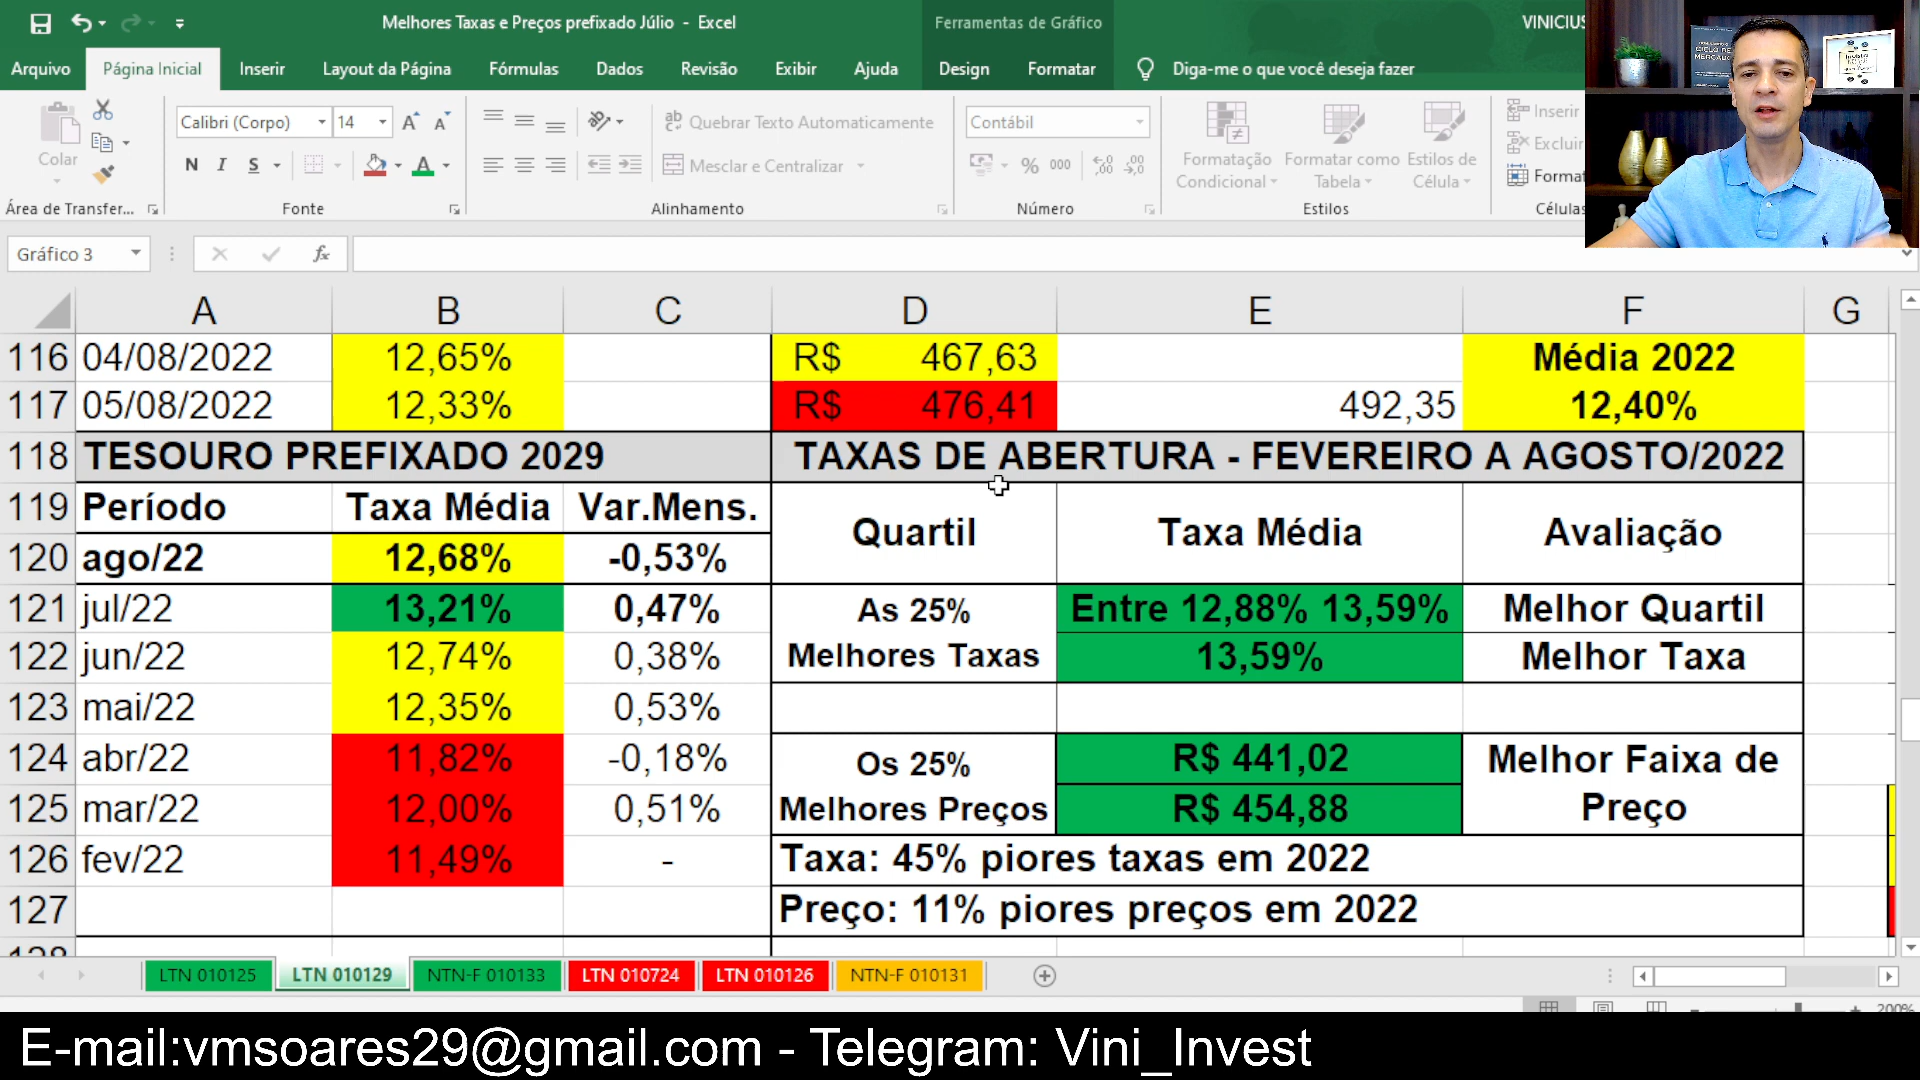 Melhores Taxas e Preços prefixado Júlio - Excel
Ferramentas de Gráfico
VINICIUS
Arquivo Página Inicial Inserir Layout da Página Fórmulas Dados Revisão Exibir Ajuda Design Formatar Diga-me o que você deseja fazer
Colar
Área de Transfer...
Calibri (Corpo) 14
N I S
Fonte
Quebrar Texto Automaticamente
Mesclar e Centralizar
Alinhamento
Contábil
% 000
Número
Formatação Condicional
Formatar como Tabela
Estilos de Célula
Estilos
Inserir
Excluir
Format
Células
Gráfico 3
fx
A B C D E F G
116 04/08/2022 12,65% R$ 467,63 Média 2022
117 05/08/2022 12,33% R$ 476,41 492,35 12,40%
118 TESOURO PREFIXADO 2029 TAXAS DE ABERTURA - FEVEREIRO A AGOSTO/2022
119 Período Taxa Média Var.Mens. Quartil Taxa Média Avaliação
120 ago/22 12,68% -0,53%
121 jul/22 13,21% 0,47% As 25% Entre 12,88% 13,59% Melhor Quartil
122 jun/22 12,74% 0,38% Melhores Taxas 13,59% Melhor Taxa
123 mai/22 12,35% 0,53%
124 abr/22 11,82% -0,18% Os 25% R$ 441,02 Melhor Faixa de
125 mar/22 12,00% 0,51% Melhores Preços R$ 454,88 Preço
126 fev/22 11,49% - Taxa: 45% piores taxas em 2022
127 Preço: 11% piores preços em 2022
128
LTN 010125 LTN 010129 NTN-F 010133 LTN 010724 LTN 010126 NTN-F 010131
200%
E-mail:vmsoares29@gmail.com - Telegram: Vini_Invest